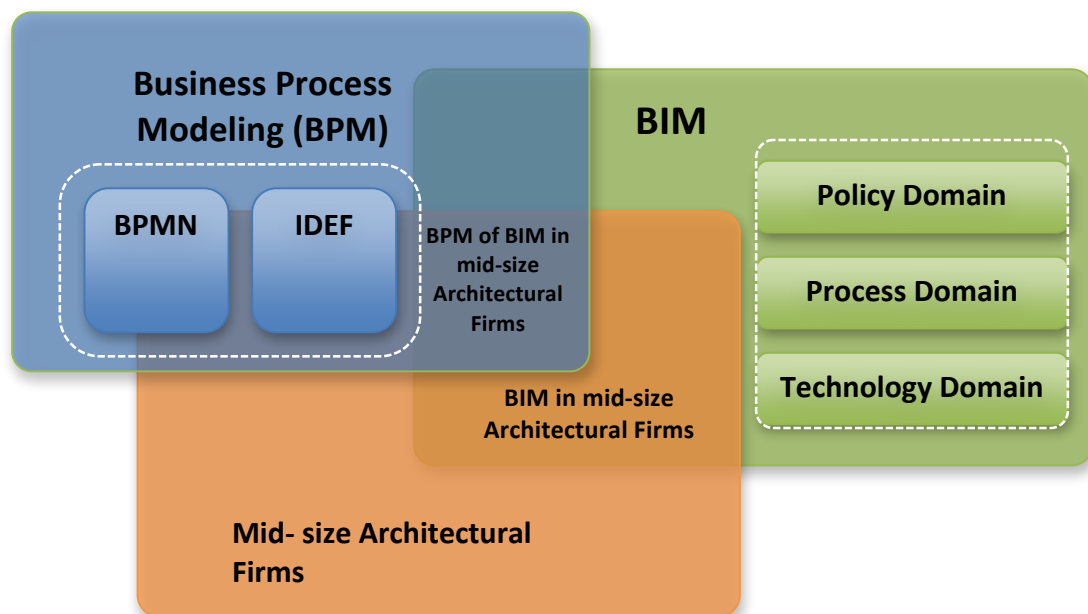 Business Process
Modeling (BPM)
BPMN
IDEF
BPM of BIM in
mid-size
Architectural
Firms
BIM
Policy Domain
Process Domain
Technology Domain
BIM in mid-size
Architectural Firms
Mid- size Architectural
Firms